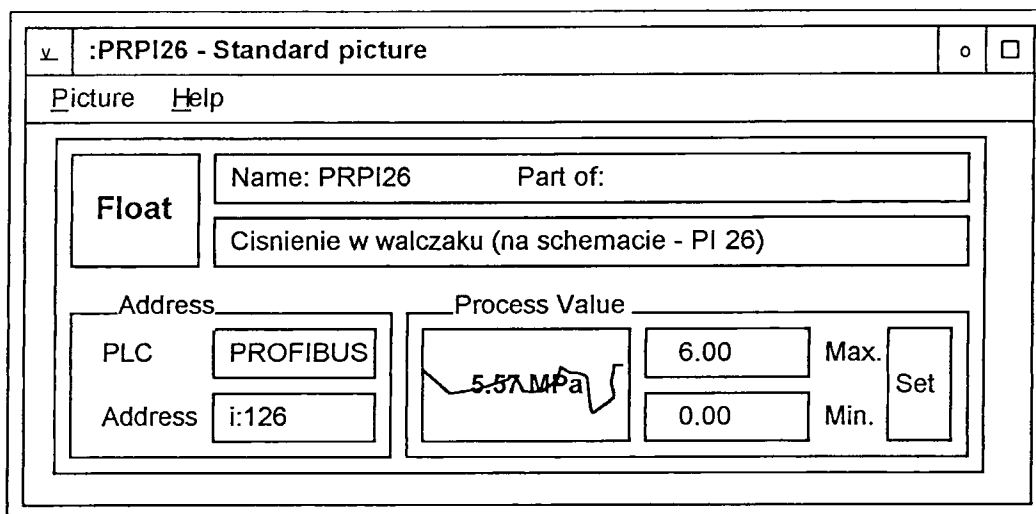 :PRPI26 - Standard picture
Picture Help
Float
Name: PRPI26 Part of:
Cisnienie w walczaku (na schemacie - PI 26)
Address
PLC PROFIBUS
Address i:126
Process Value
5.57 MPa
6.00 Max.
0.00 Min.
Set